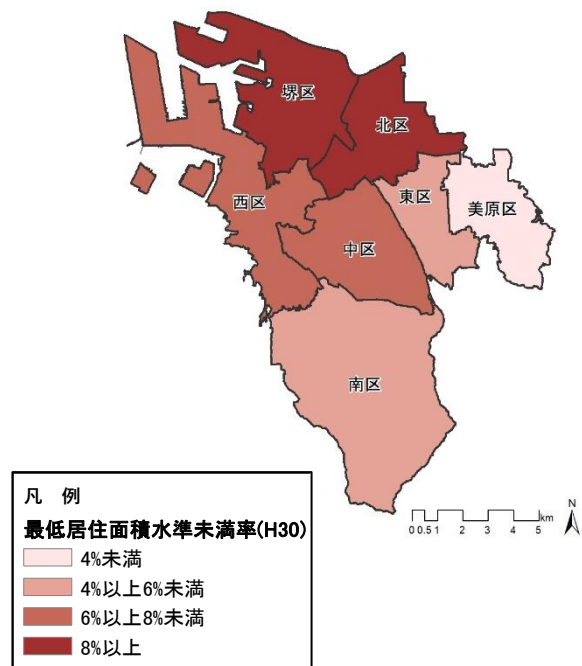 堺区
北区
西区
東区
美原区
中区
南区
凡 例
最低居住面積水準未満率(H30)
4%未満
4%以上6%未満
6%以上8%未満
8%以上
N
km
0 0.5 1 2 3 4 5